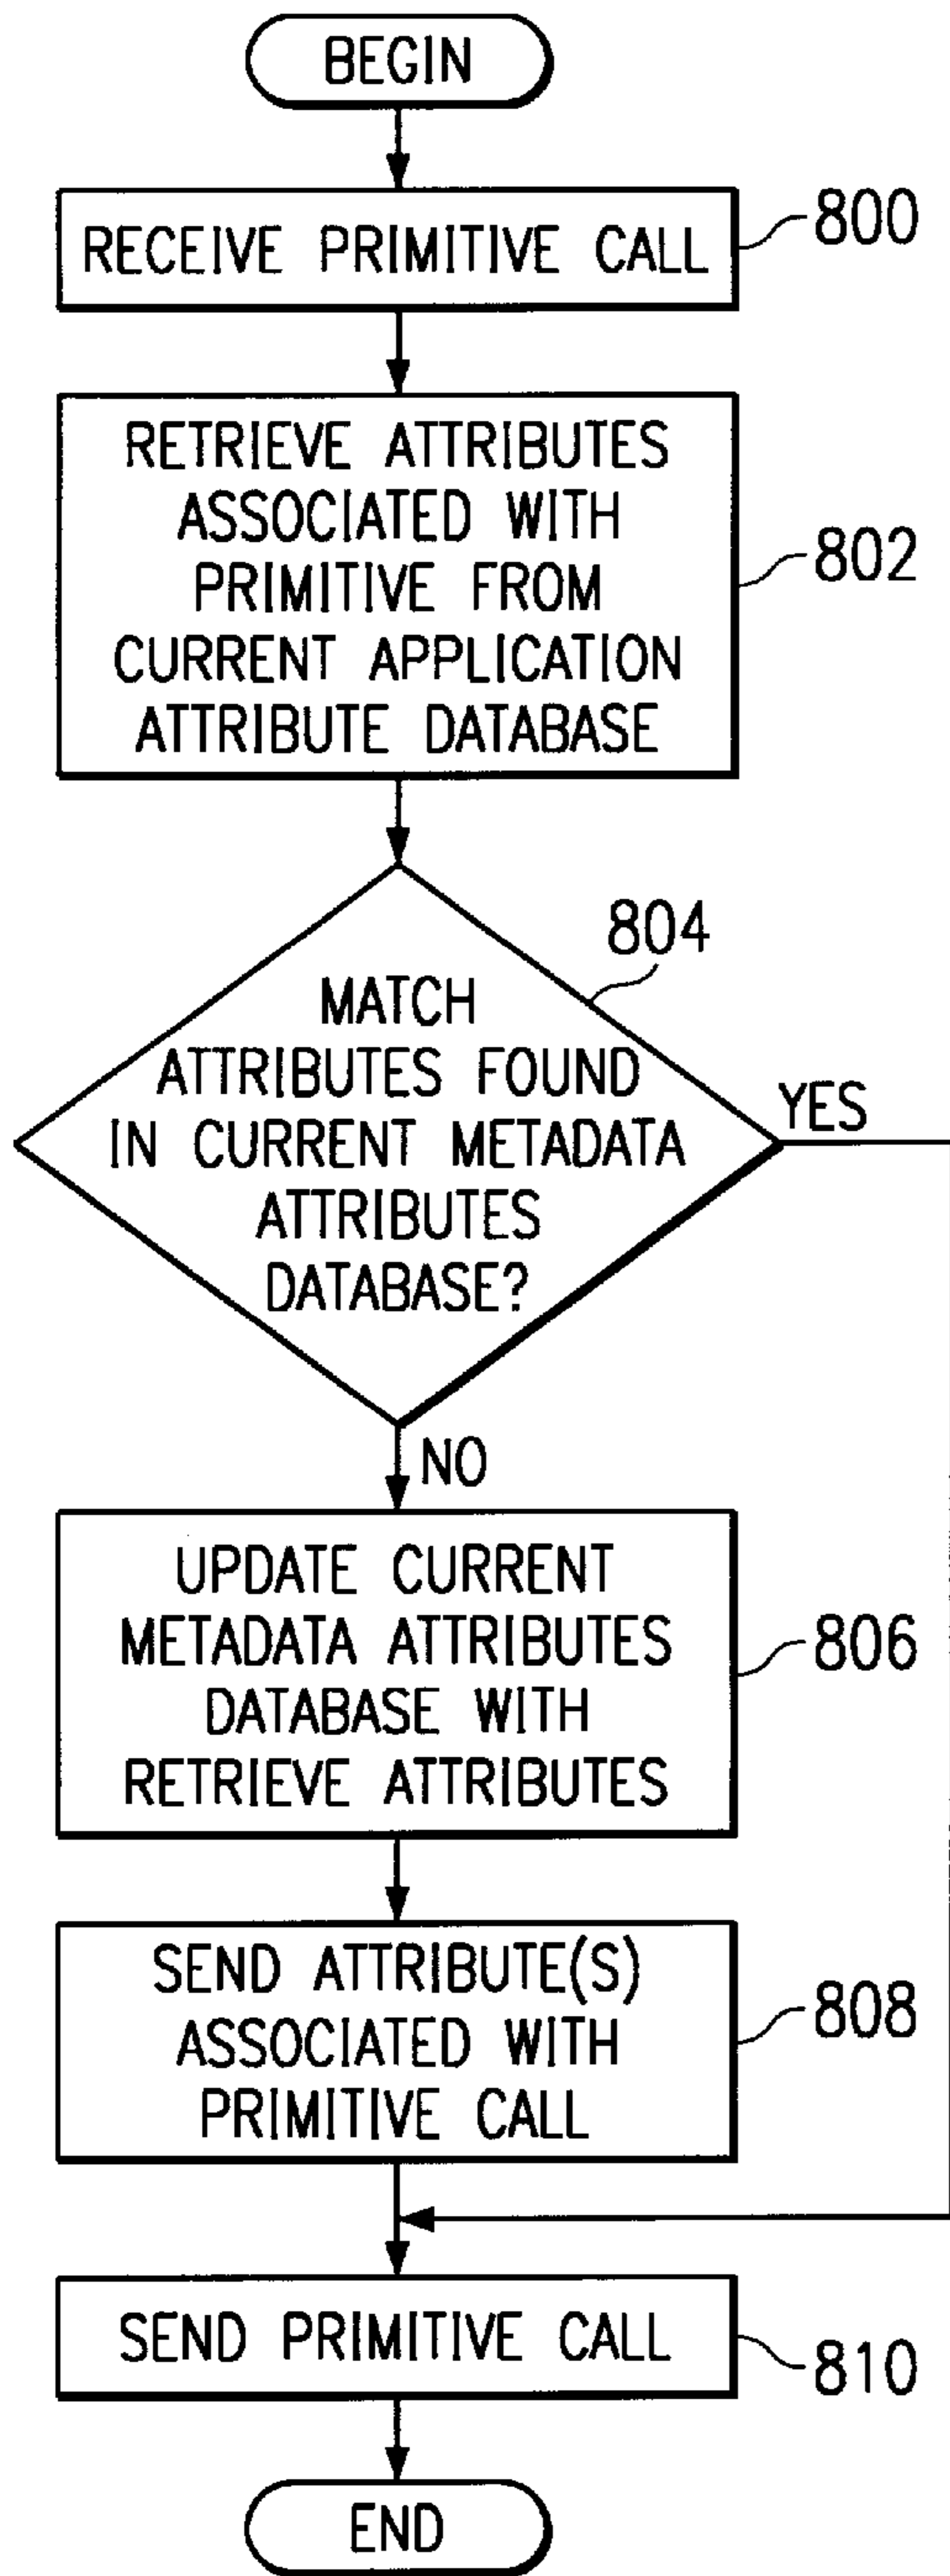 BEGIN
RECEIVE PRIMITIVE CALL
800
RETRIEVE ATTRIBUTES
ASSOCIATED WITH
PRIMITIVE FROM
CURRENT APPLICATION
ATTRIBUTE DATABASE
802
804
MATCH
ATTRIBUTES FOUND
IN CURRENT METADATA
ATTRIBUTES
DATABASE?
YES
NO
UPDATE CURRENT
METADATA ATTRIBUTES
DATABASE WITH
RETRIEVE ATTRIBUTES
806
SEND ATTRIBUTE(S)
ASSOCIATED WITH
PRIMITIVE CALL
808
SEND PRIMITIVE CALL
810
END